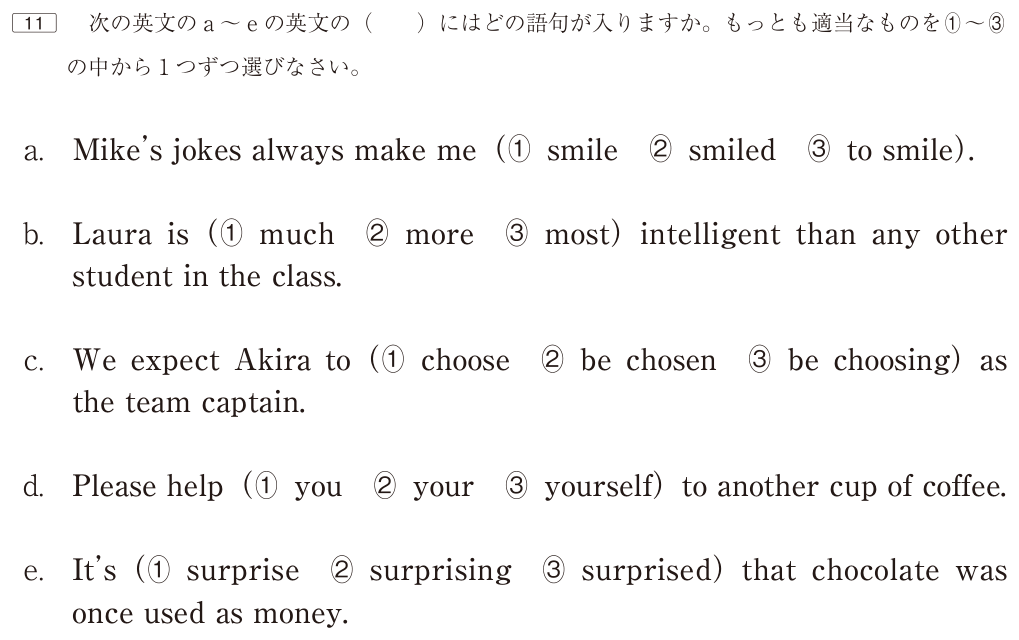 11 次の英文のａ～ｅの英文の（　　）にはどの語句が入りますか。もっとも適当なものを①～③
の中から１つずつ選びなさい。
a. Mike's jokes always make me（① smile ② smiled ③ to smile）.
b. Laura is（① much ② more ③ most）intelligent than any other
student in the class.
c. We expect Akira to（① choose ② be chosen ③ be choosing）as
the team captain.
d. Please help（① you ② your ③ yourself）to another cup of coffee.
e. It's（① surprise ② surprising ③ surprised）that chocolate was
once used as money.